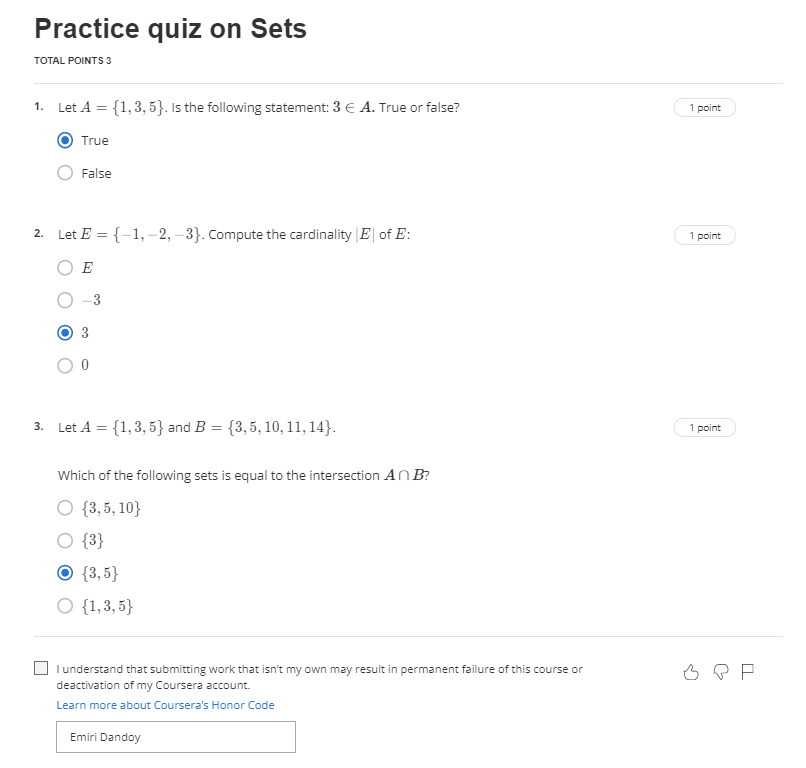 Practice quiz on Sets
TOTAL POINTS 3
1. Let A = {1, 3, 5}. Is the following statement: 3 ∈ A. True or false?
1 point
True
False
2. Let E = {−1, −2, −3}. Compute the cardinality |E| of E:
1 point
E
−3
3
0
3. Let A = {1, 3, 5} and B = {3, 5, 10, 11, 14}.
1 point
Which of the following sets is equal to the intersection A ∩ B?
{3, 5, 10}
{3}
{3, 5}
{1, 3, 5}
I understand that submitting work that isn't my own may result in permanent failure of this course or
deactivation of my Coursera account.
Learn more about Coursera's Honor Code
Emiri Dandoy